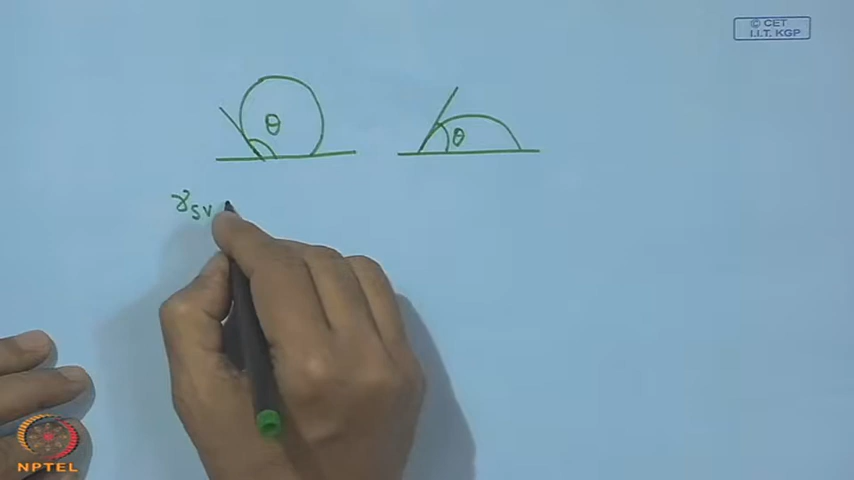 © CET
I.I.T. KGP
θ
θ
γSV
NPTEL